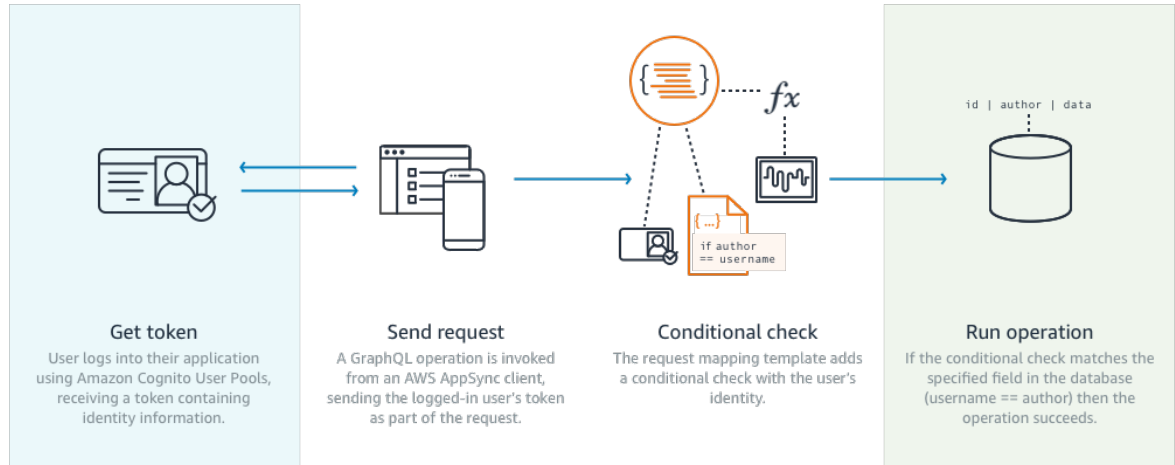 id | author | data
{ ... }
if author
== username
fx
Get token
User logs into their application
using Amazon Cognito User Pools,
receiving a token containing
identity information.
Send request
A GraphQL operation is invoked
from an AWS AppSync client,
sending the logged-in user's token
as part of the request.
Conditional check
The request mapping template adds
a conditional check with the user's
identity.
Run operation
If the conditional check matches the
specified field in the database
(username == author) then the
operation succeeds.